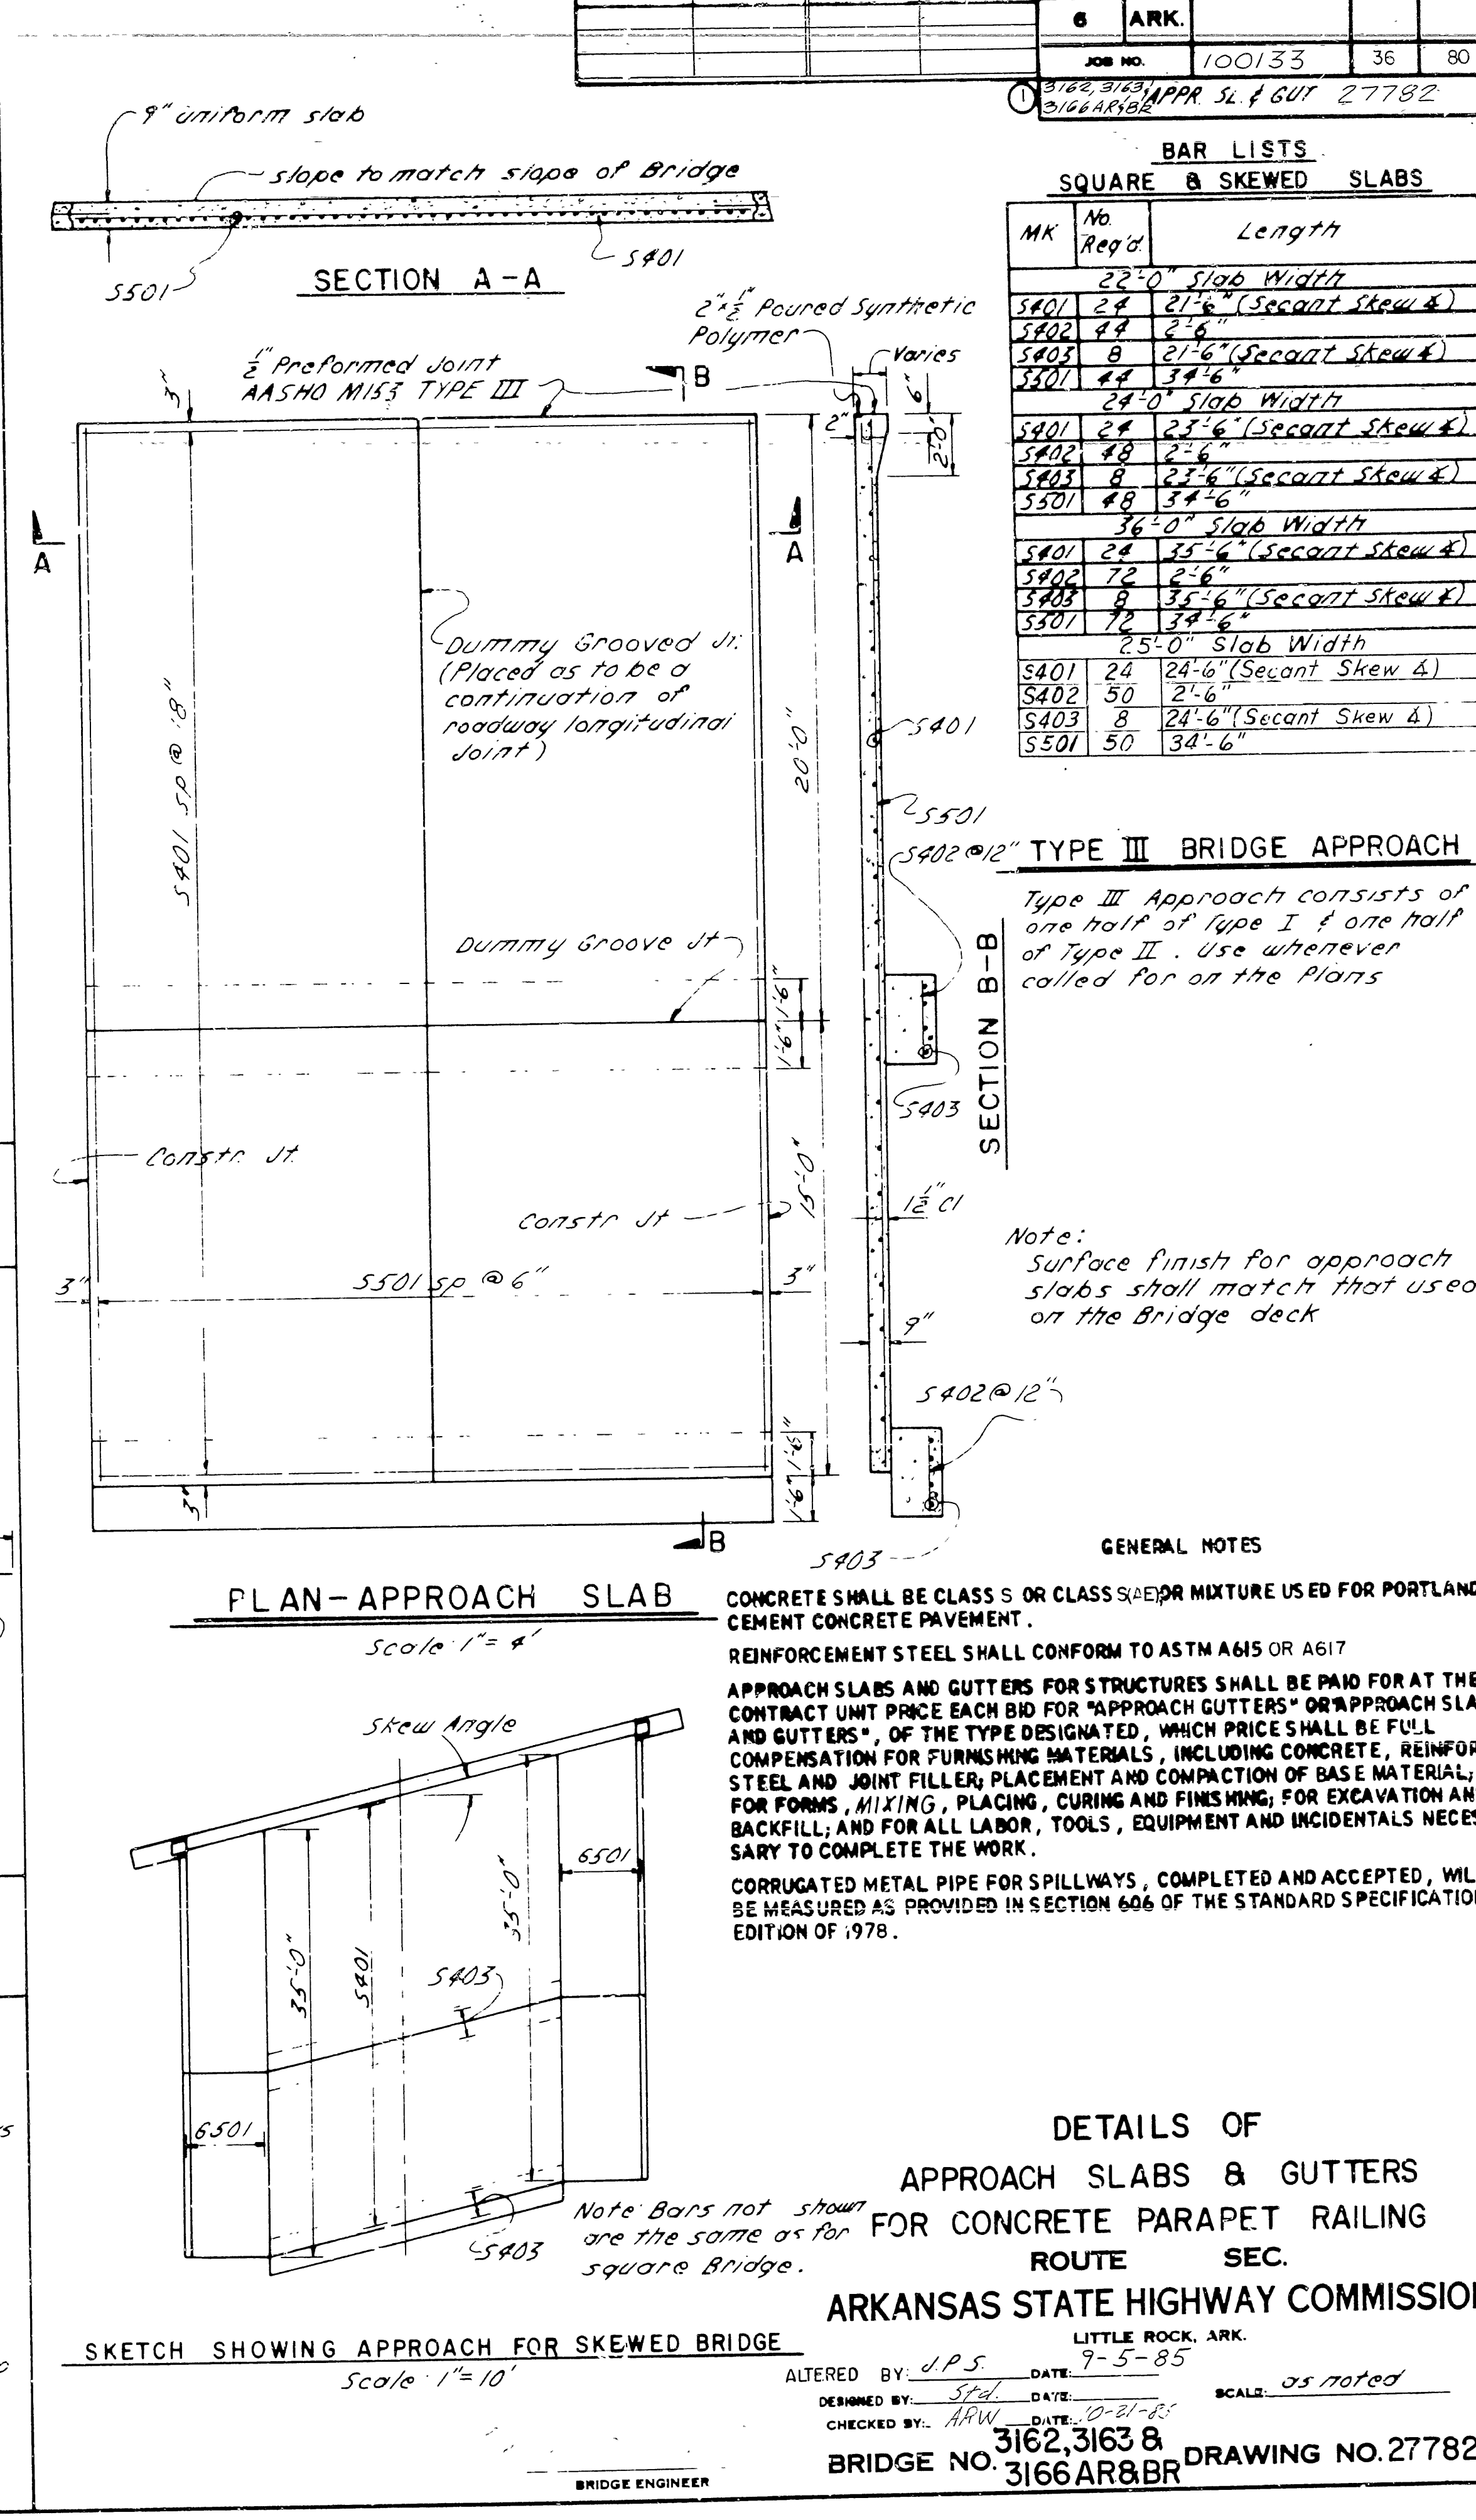 6 ARK.
JOB NO. 100133 36 80
① 3162, 3163, APPR. SL. & GUT 27782
3166AR&BR
9" uniform slab
slope to match slope of Bridge
S501
S401
SECTION A-A
BAR LISTS
SQUARE & SKEWED SLABS
MK No. Req'd. Length
22'-0" Slab Width
S401 24 21'-6" (Secant Skew ∡)
S402 44 2'-6"
S403 8 21'-6" (Secant Skew ∡)
S501 44 34'-6"
24'-0" Slab Width
S401 24 23'-6" (Secant Skew ∡)
S402 48 2'-6"
S403 8 23'-6" (Secant Skew ∡)
S501 48 34'-6"
36'-0" Slab Width
S401 24 35'-6" (Secant Skew ∡)
S402 72 2'-6"
S403 8 35'-6" (Secant Skew ∡)
S501 72 34'-6"
25'-0" Slab Width
S401 24 24'-6" (Secant Skew ∡)
S402 50 2'-6"
S403 8 24'-6" (Secant Skew ∡)
S501 50 34'-6"
2" x ½" Poured Synthetic
Polymer
½" Preformed Joint
AASHO M153 TYPE III
B
Varies
3"
2"
6"
2'-0"
A
A
Dummy Grooved Jt.
(Placed as to be a
continuation of
roadway longitudinal
Joint)
S401 SP @ 18"
20'-0"
S401
S501
S402 @ 12"
Dummy Groove Jt
1'-6"
1'-6"
S403
SECTION B-B
Constr. Jt.
Constr Jt
15'-0"
1½" Cl
3"
S501 sp @ 6"
3"
9"
S402 @ 12"
1'-6"
1'-6"
3"
B
S403
TYPE III BRIDGE APPROACH
Type III Approach consists of
one half of Type I & one half
of Type II. Use whenever
called for on the Plans
Note:
Surface finish for approach
slabs shall match that used
on the Bridge deck
PLAN-APPROACH SLAB
Scale 1" = 4'
GENERAL NOTES
CONCRETE SHALL BE CLASS S OR CLASS S(AE) OR MIXTURE USED FOR PORTLAND
CEMENT CONCRETE PAVEMENT.
REINFORCEMENT STEEL SHALL CONFORM TO ASTM A615 OR A617
APPROACH SLABS AND GUTTERS FOR STRUCTURES SHALL BE PAID FOR AT THE
CONTRACT UNIT PRICE EACH BID FOR "APPROACH GUTTERS" OR "APPROACH SLA
AND GUTTERS", OF THE TYPE DESIGNATED, WHICH PRICE SHALL BE FULL
COMPENSATION FOR FURNISHING MATERIALS, INCLUDING CONCRETE, REINFOR
STEEL AND JOINT FILLER; PLACEMENT AND COMPACTION OF BASE MATERIAL;
FOR FORMS, MIXING, PLACING, CURING AND FINISHING; FOR EXCAVATION AN
BACKFILL; AND FOR ALL LABOR, TOOLS, EQUIPMENT AND INCIDENTALS NECES
SARY TO COMPLETE THE WORK.
CORRUGATED METAL PIPE FOR SPILLWAYS, COMPLETED AND ACCEPTED, WIL
BE MEASURED AS PROVIDED IN SECTION 606 OF THE STANDARD SPECIFICATION
EDITION OF 1978.
Skew Angle
6501
35'-0"
S401
35'-0"
S403
6501
S403
Note: Bars not shown
are the same as for
square Bridge.
SKETCH SHOWING APPROACH FOR SKEWED BRIDGE
Scale: 1" = 10'
DETAILS OF
APPROACH SLABS & GUTTERS
FOR CONCRETE PARAPET RAILING
ROUTE SEC.
ARKANSAS STATE HIGHWAY COMMISSION
LITTLE ROCK, ARK.
ALTERED BY: J.P.S. DATE: 9-5-85
DESIGNED BY: Std. DATE: SCALE: as noted
CHECKED BY: ARW DATE: 10-21-85
BRIDGE NO. 3162, 3163 & 3166 AR&BR DRAWING NO. 27782
BRIDGE ENGINEER